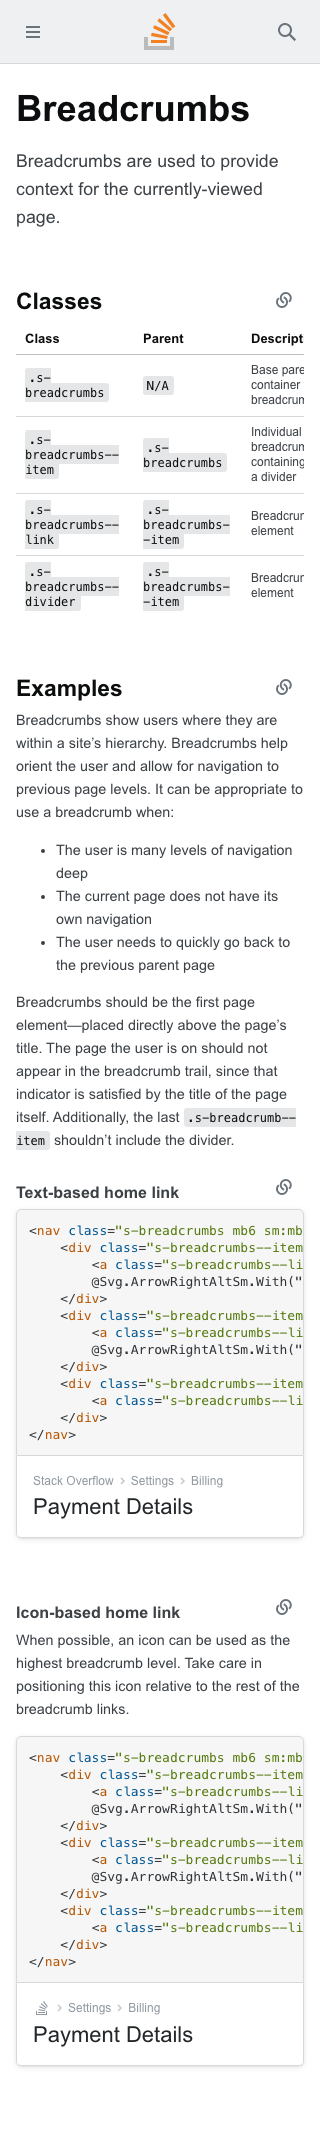 Breadcrumbs
Breadcrumbs are used to provide
context for the currently-viewed
page.
Classes
Class Parent Descript
.s-
breadcrumbs
N/A
Base pare
container
breadcrum
.s-
breadcrumbs--
item
.s-
breadcrumbs
Individual
breadcrum
containing
a divider
.s-
breadcrumbs--
link
.s-
breadcrumbs-
-item
Breadcrum
element
.s-
breadcrumbs--
divider
.s-
breadcrumbs-
-item
Breadcrum
element
Examples
Breadcrumbs show users where they are
within a site’s hierarchy. Breadcrumbs help
orient the user and allow for navigation to
previous page levels. It can be appropriate to
use a breadcrumb when:
• The user is many levels of navigation
deep
• The current page does not have its
own navigation
• The user needs to quickly go back to
the previous parent page
Breadcrumbs should be the first page
element—placed directly above the page’s
title. The page the user is on should not
appear in the breadcrumb trail, since that
indicator is satisfied by the title of the page
itself. Additionally, the last .s-breadcrumb--
item shouldn’t include the divider.
Text-based home link
<nav class="s-breadcrumbs mb6 sm:mb
<div class="s-breadcrumbs--item
<a class="s-breadcrumbs--li
@Svg.ArrowRightAltSm.With("
</div>
<div class="s-breadcrumbs--item
<a class="s-breadcrumbs--li
@Svg.ArrowRightAltSm.With("
</div>
<div class="s-breadcrumbs--item
<a class="s-breadcrumbs--li
</div>
</nav>
Stack Overflow > Settings > Billing
Payment Details
Icon-based home link
When possible, an icon can be used as the
highest breadcrumb level. Take care in
positioning this icon relative to the rest of the
breadcrumb links.
<nav class="s-breadcrumbs mb6 sm:mb
<div class="s-breadcrumbs--item
<a class="s-breadcrumbs--li
@Svg.ArrowRightAltSm.With("
</div>
<div class="s-breadcrumbs--item
<a class="s-breadcrumbs--li
@Svg.ArrowRightAltSm.With("
</div>
<div class="s-breadcrumbs--item
<a class="s-breadcrumbs--li
</div>
</nav>
> Settings > Billing
Payment Details